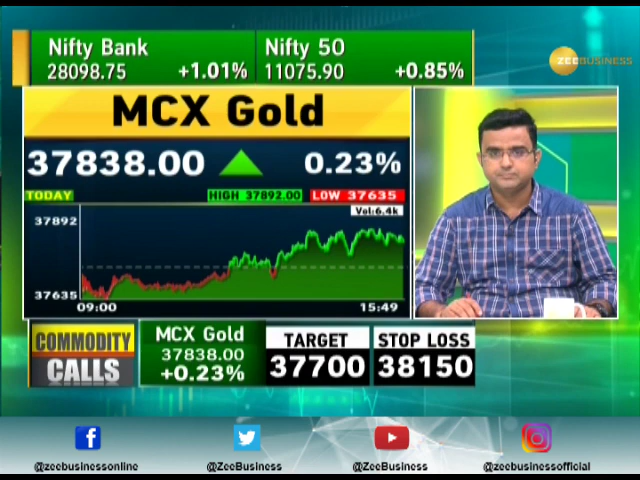 Nifty Bank
28098.75 +1.01%
Nifty 50
11075.90 +0.85%
ZEEBUSINESS
MCX Gold
37838.00 0.23%
TODAY HIGH 37892.00 LOW 37635
Vol:6.4k
37892
37635
09:00 15:49
COMMODITY
CALLS
MCX Gold
37838.00
+0.23%
TARGET
37700
STOP LOSS
38150
@zeebusinessonline @ZeeBusiness @ZeeBusiness @zeebusinessofficial